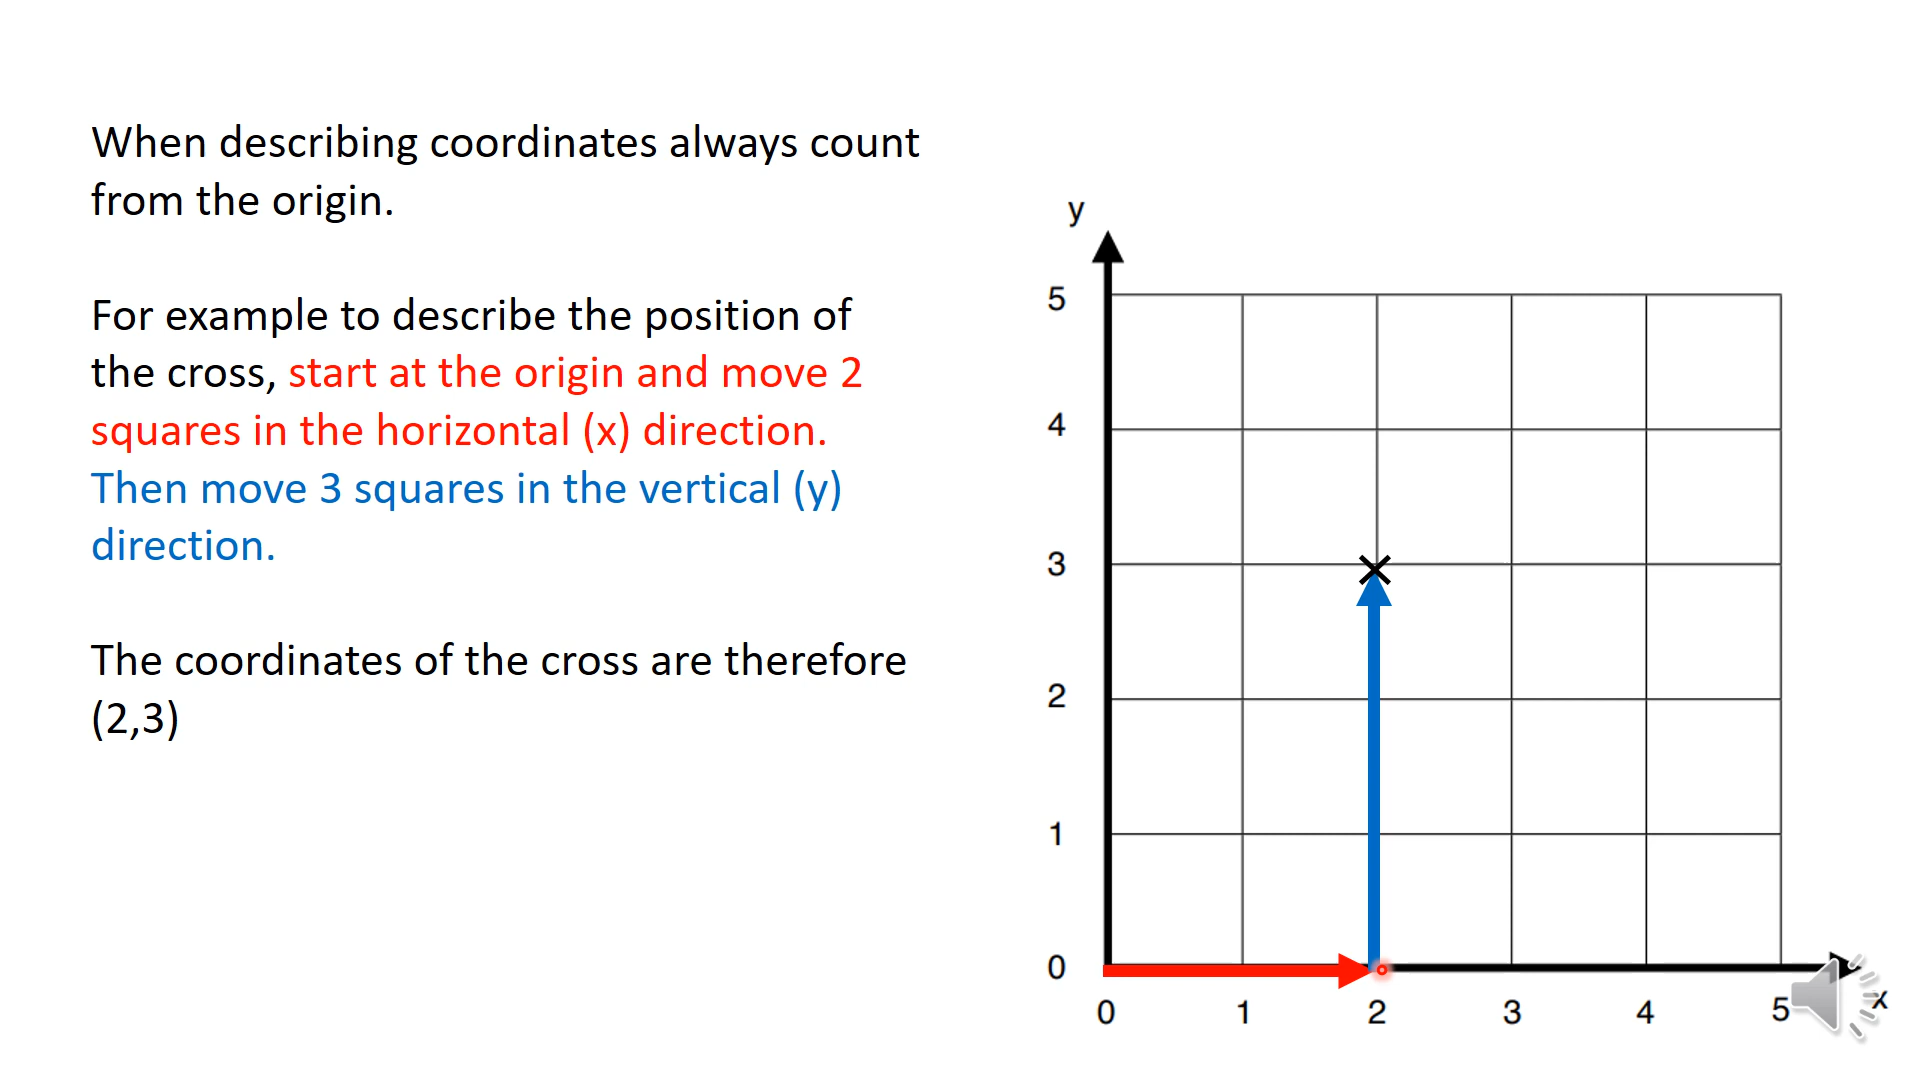 When describing coordinates always count
from the origin.
For example to describe the position of
the cross, start at the origin and move 2
squares in the horizontal (x) direction.
Then move 3 squares in the vertical (y)
direction.
The coordinates of the cross are therefore
(2,3)
y
5
4
3
2
1
0
0 1 2 3 4 5
x